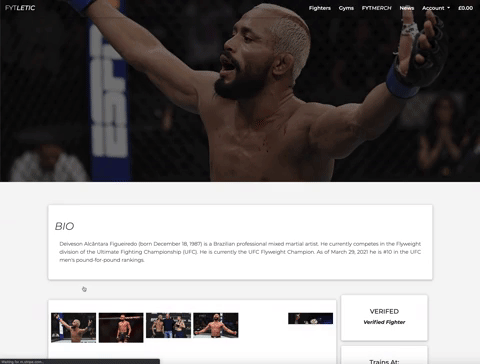 FYTLETIC
Fighters Gyms FYTMERCH News Account £0.00
BIO
Deiveson Alcântara Figueiredo (born December 18, 1987) is a Brazilian professional mixed martial artist. He currently competes in the Flyweight
division of the Ultimate Fighting Championship (UFC). He is currently the UFC Flyweight Champion. As of March 29, 2021 he is #10 in the UFC
men's pound-for-pound rankings.
VERIFED
Verified Fighter
Trains At: